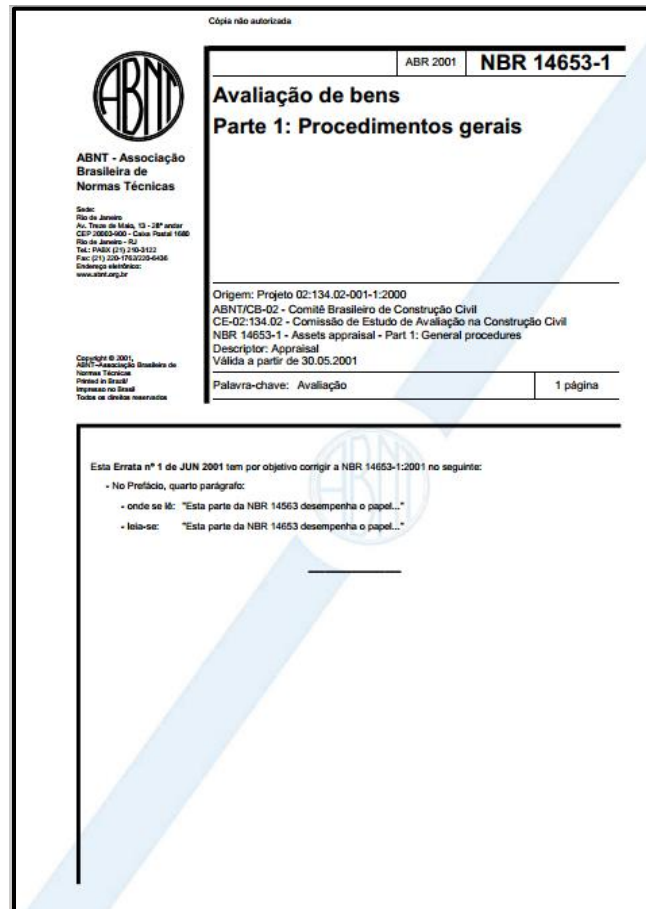 Cópia não autorizada
ABNT
ABR 2001
NBR 14653-1
Avaliação de bens
Parte 1: Procedimentos gerais
ABNT - Associação
Brasileira de
Normas Técnicas
Sede:
Rio de Janeiro
Av. Treze de Maio, 13 - 28º andar
CEP 20003-900 - Caixa Postal 1680
Rio de Janeiro - RJ
Tel.: PABX (21) 210-3122
Fax: (21) 220-1762/220-6436
Endereço eletrônico:
www.abnt.org.br
Origem: Projeto 02:134.02-001-1:2000
ABNT/CB-02 - Comitê Brasileiro de Construção Civil
CE-02:134.02 - Comissão de Estudo de Avaliação na Construção Civil
NBR 14653-1 - Assets appraisal - Part 1: General procedures
Descriptor: Appraisal
Válida a partir de 30.05.2001
Copyright © 2001,
ABNT–Associação Brasileira de
Normas Técnicas
Printed in Brazil/
Impresso no Brasil
Todos os direitos reservados
Palavra-chave: Avaliação
1 página
Esta Errata nº 1 de JUN 2001 tem por objetivo corrigir a NBR 14653-1:2001 no seguinte:
- No Prefácio, quarto parágrafo:
- onde se lê: "Esta parte da NBR 14563 desempenha o papel..."
- leia-se: "Esta parte da NBR 14653 desempenha o papel..."